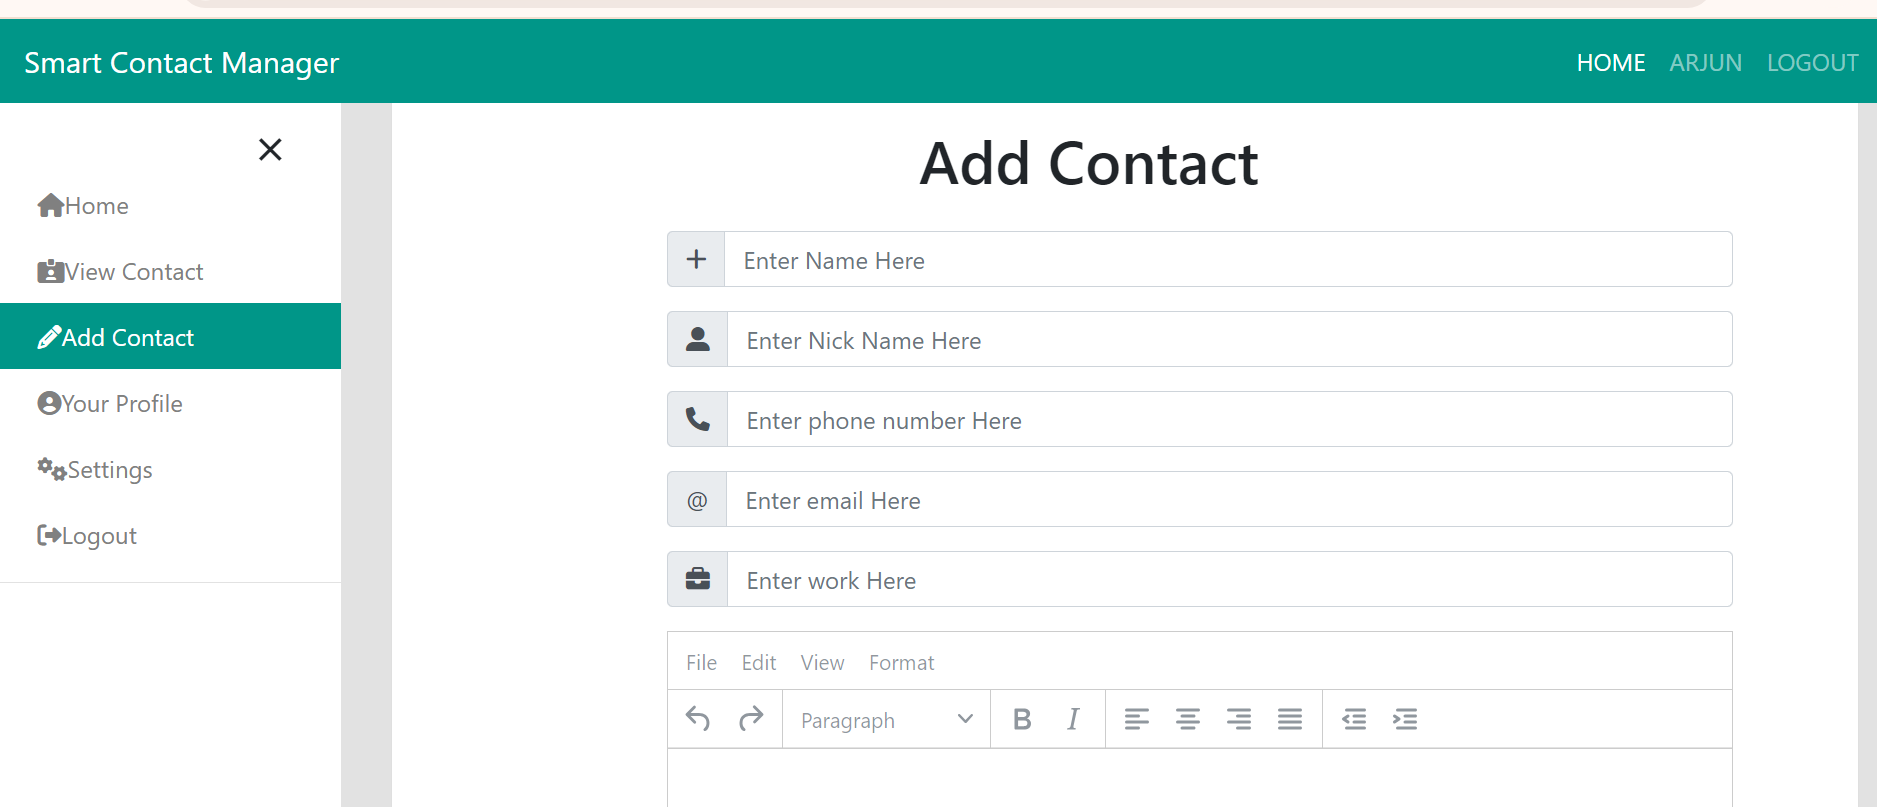 Smart Contact Manager
HOME ARJUN LOGOUT
Home
View Contact
Add Contact
Your Profile
Settings
Logout
Add Contact
Enter Name Here
Enter Nick Name Here
Enter phone number Here
@ Enter email Here
Enter work Here
File Edit View Format
Paragraph B I